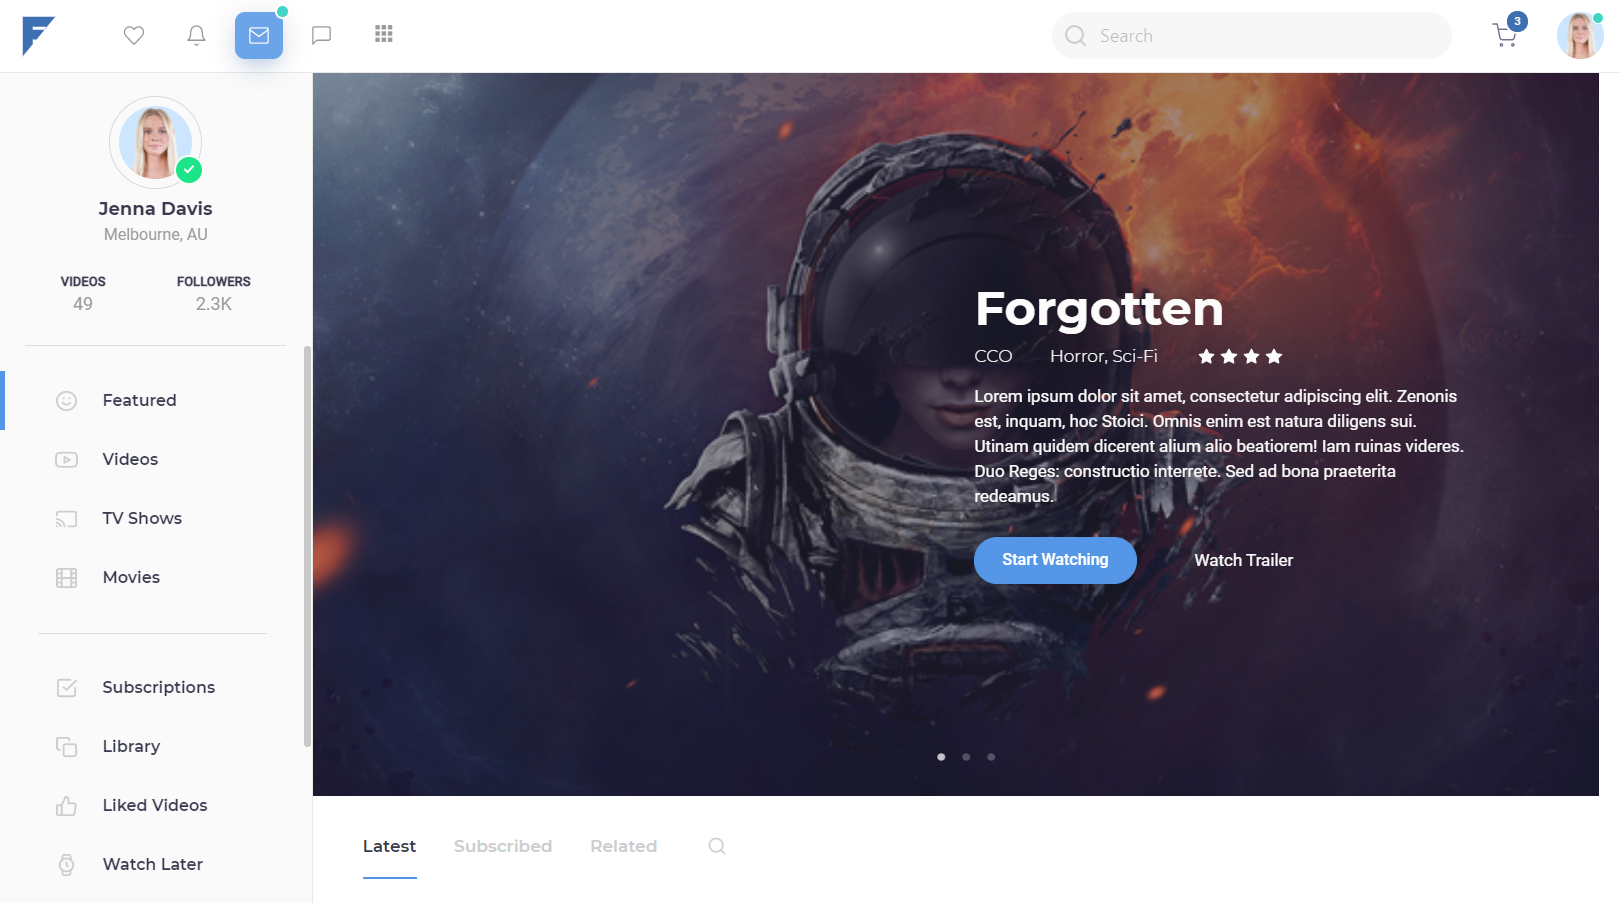 Search
3
Jenna Davis
Melbourne, AU
VIDEOS FOLLOWERS
49 2.3K
Featured
Videos
TV Shows
Movies
Subscriptions
Library
Liked Videos
Watch Later
Forgotten
CCO Horror, Sci-Fi
Lorem ipsum dolor sit amet, consectetur adipiscing elit. Zenonis
est, inquam, hoc Stoici. Omnis enim est natura diligens sui.
Utinam quidem dicerent alium alio beatiorem! Iam ruinas videres.
Duo Reges: constructio interrete. Sed ad bona praeterita
redeamus.
Start Watching Watch Trailer
Latest Subscribed Related